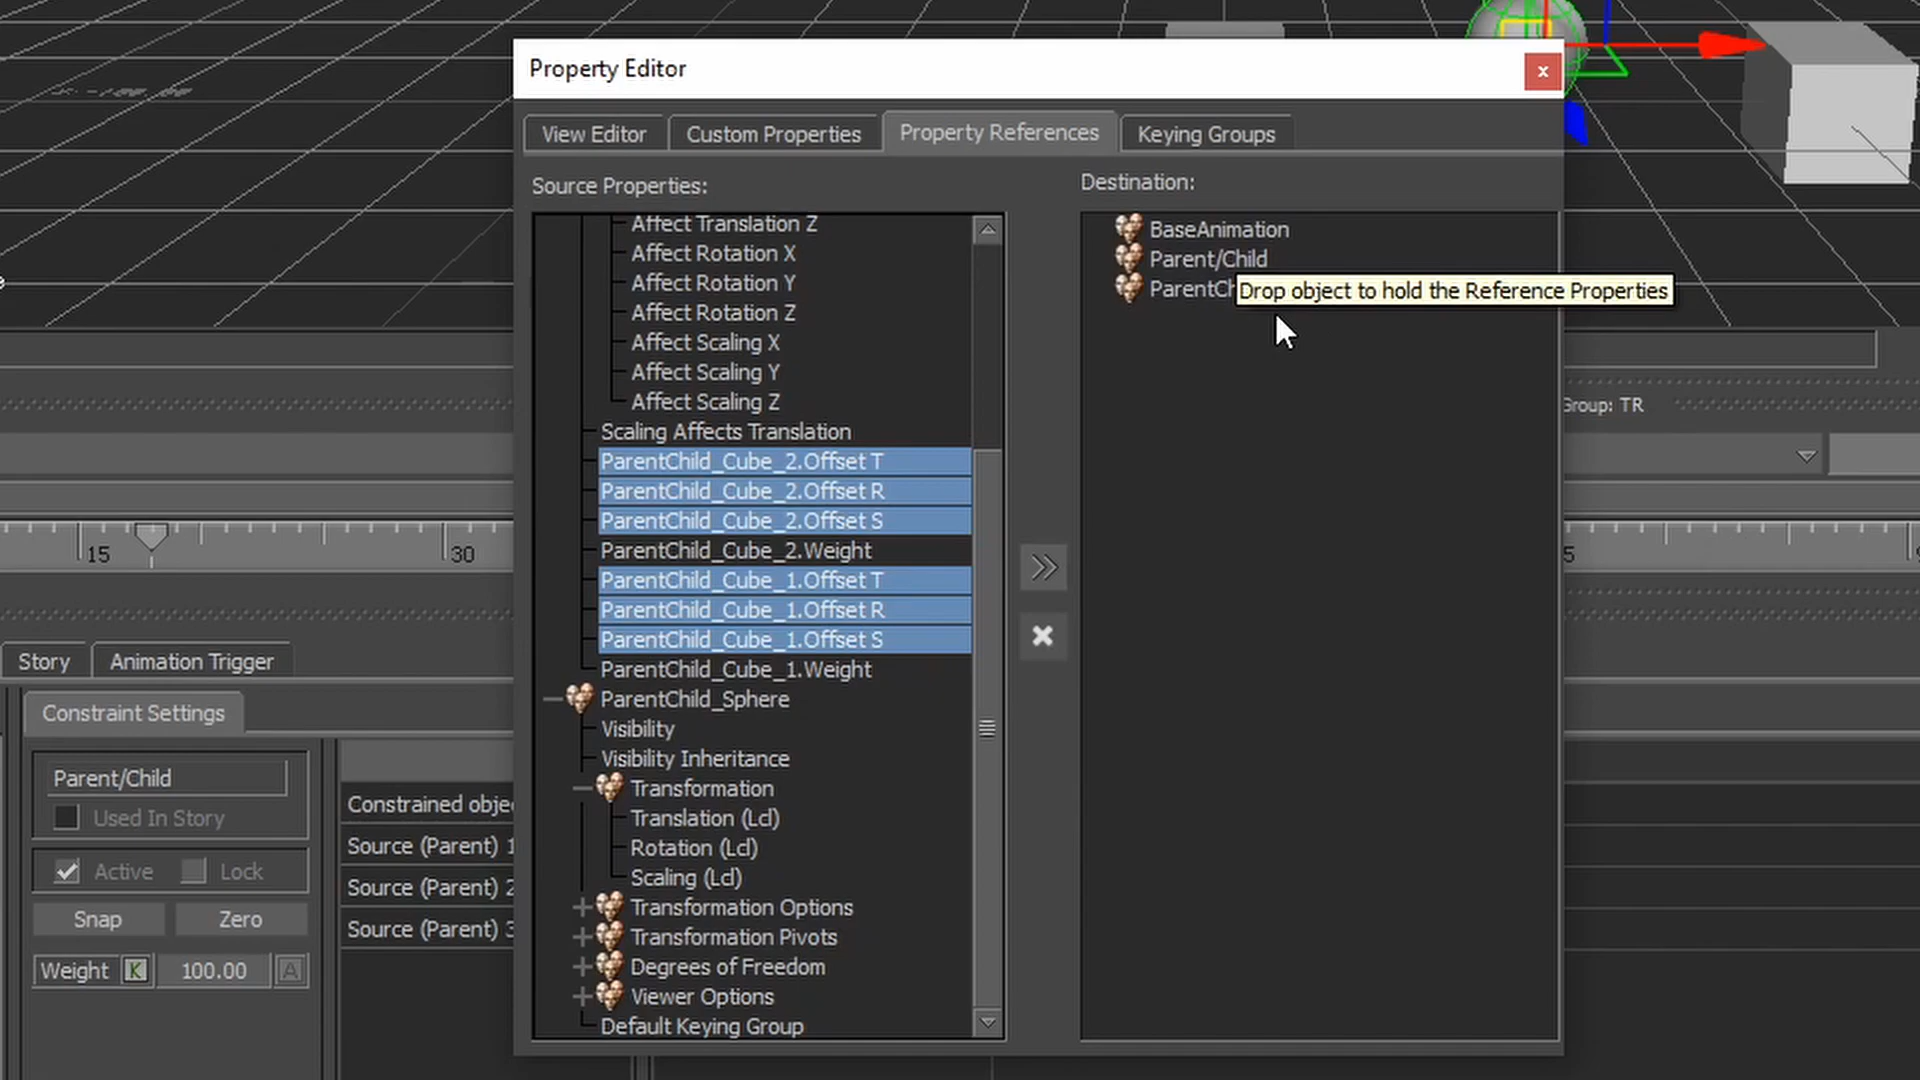 Property Editor
x
View Editor
Custom Properties
Property References
Keying Groups
Source Properties:
Destination:
Affect Translation Z
Affect Rotation X
Affect Rotation Y
Affect Rotation Z
Affect Scaling X
Affect Scaling Y
Affect Scaling Z
Scaling Affects Translation
ParentChild_Cube_2.Offset T
ParentChild_Cube_2.Offset R
ParentChild_Cube_2.Offset S
ParentChild_Cube_2.Weight
ParentChild_Cube_1.Offset T
ParentChild_Cube_1.Offset R
ParentChild_Cube_1.Offset S
ParentChild_Cube_1.Weight
ParentChild_Sphere
Visibility
Visibility Inheritance
Transformation
Translation (Lcl)
Rotation (Lcl)
Scaling (Lcl)
Transformation Options
Transformation Pivots
Degrees of Freedom
Viewer Options
Default Keying Group
BaseAnimation
Parent/Child
ParentCh
Drop object to hold the Reference Properties
Group: TR
15
30
5
Story
Animation Trigger
Constraint Settings
Parent/Child
Used In Story
Active
Lock
Snap
Zero
Weight
K
100.00
A
Constrained objec
Source (Parent) 1
Source (Parent) 2
Source (Parent) 3